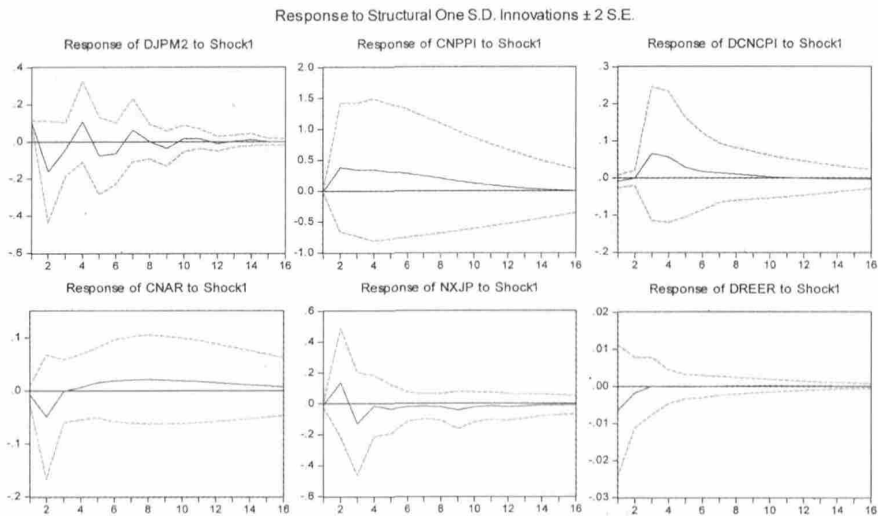 Response to Structural One S.D. Innovations ± 2 S.E.
Response of DJPM2 to Shock1
Response of CNPPI to Shock1
Response of DCNCPI to Shock1
.4
.2
.0
-.2
-.4
-.6
2 4 6 8 10 12 14 16
2.0
1.5
1.0
0.5
0.0
-0.5
-1.0
2 4 6 8 10 12 14 16
.3
.2
.1
.0
-.1
-.2
2 4 6 8 10 12 14 16
Response of CNAR to Shock1
Response of NXJP to Shock1
Response of DREER to Shock1
.1
.0
-.1
-.2
2 4 6 8 10 12 14 16
.6
.4
.2
.0
-.2
-.4
-.6
2 4 6 8 10 12 14 16
.02
.01
.00
-.01
-.02
-.03
2 4 6 8 10 12 14 16